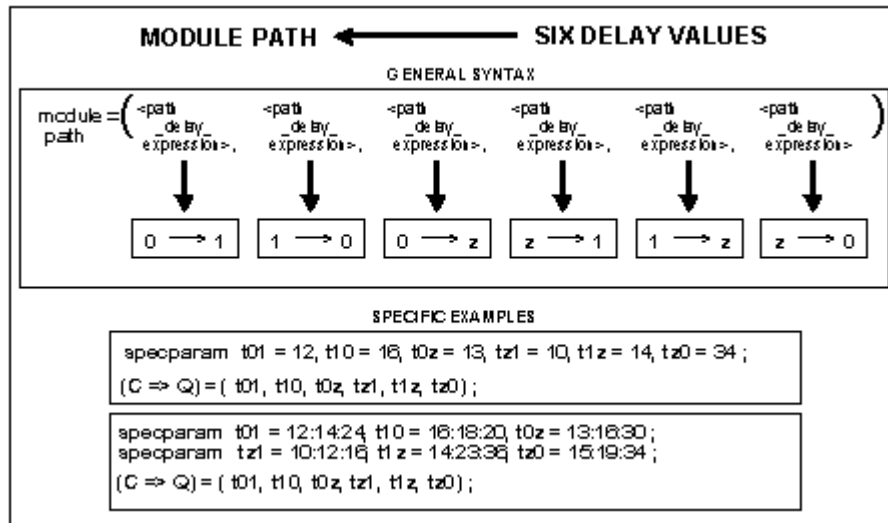 MODULE PATH ← SIX DELAY VALUES
GENERAL SYNTAX
module = ( <path <path <path <path <path <path )
path _delay_ _delay_ _delay_ _delay_ _delay_ _delay_
expression>, expression>, expression>, expression>, expression>, expression>
0 → 1 1 → 0 0 → z z → 1 1 → z z → 0
SPECIFIC EXAMPLES
specparam t01 = 12, t10 = 16, t0z = 13, tz1 = 10, t1z = 14, tz0 = 34 ;
(C => Q) = ( t01, t10, t0z, tz1, t1z, tz0) ;
specparam t01 = 12:14:24, t10 = 16:18:20, t0z = 13:16:30 ;
specparam tz1 = 10:12:16, t1z = 14:23:36, tz0 = 15:19:34 ;
(C => Q) = ( t01, t10, t0z, tz1, t1z, tz0) ;